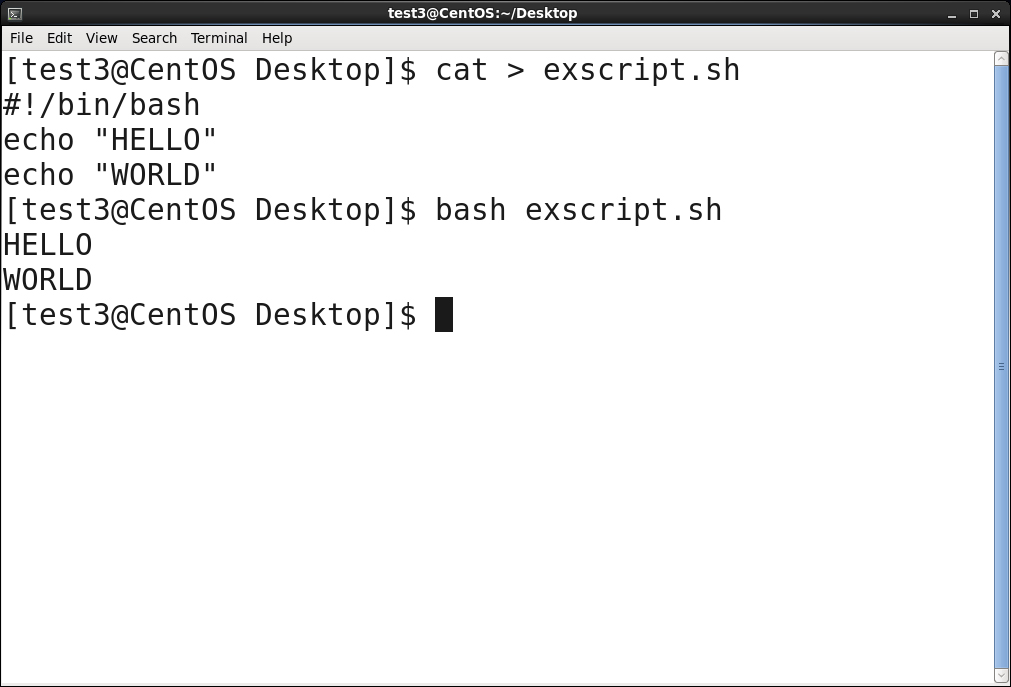 test3@CentOS:~/Desktop
File Edit View Search Terminal Help
[test3@CentOS Desktop]$ cat > exscript.sh
#!/bin/bash
echo "HELLO"
echo "WORLD"
[test3@CentOS Desktop]$ bash exscript.sh
HELLO
WORLD
[test3@CentOS Desktop]$